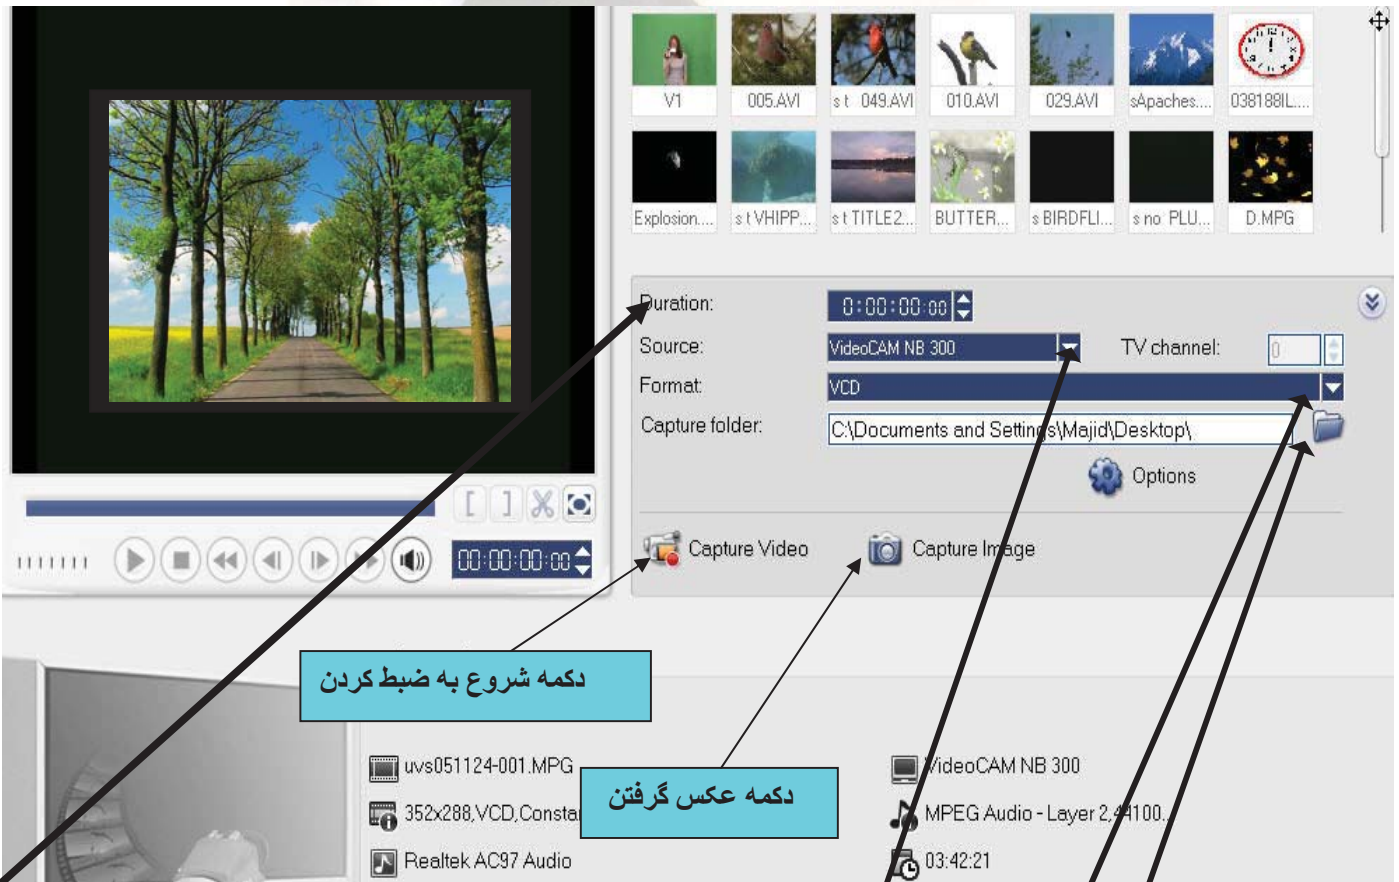 V1 005.AVI s t 049.AVI 010.AVI 029.AVI sApaches.... 038188IL....
Explosion.... s t VHIPP... s t TITLE2... BUTTER... s BIRDFLI... s no PLU... D.MPG
Duration: 0:00:00:00
Source: VideoCAM NB 300 TV channel: 0
Format: VCD
Capture folder: C:\Documents and Settings\Majid\Desktop\
Options
[ ]
00:00:00:00
Capture Video Capture Image
دکمه شروع به ضبط کردن
دکمه عکس گرفتن
uvs051124-001.MPG VideoCAM NB 300
352x288,VCD,Consta MPEG Audio - Layer 2,44100...
Realtek AC97 Audio 03:42:21